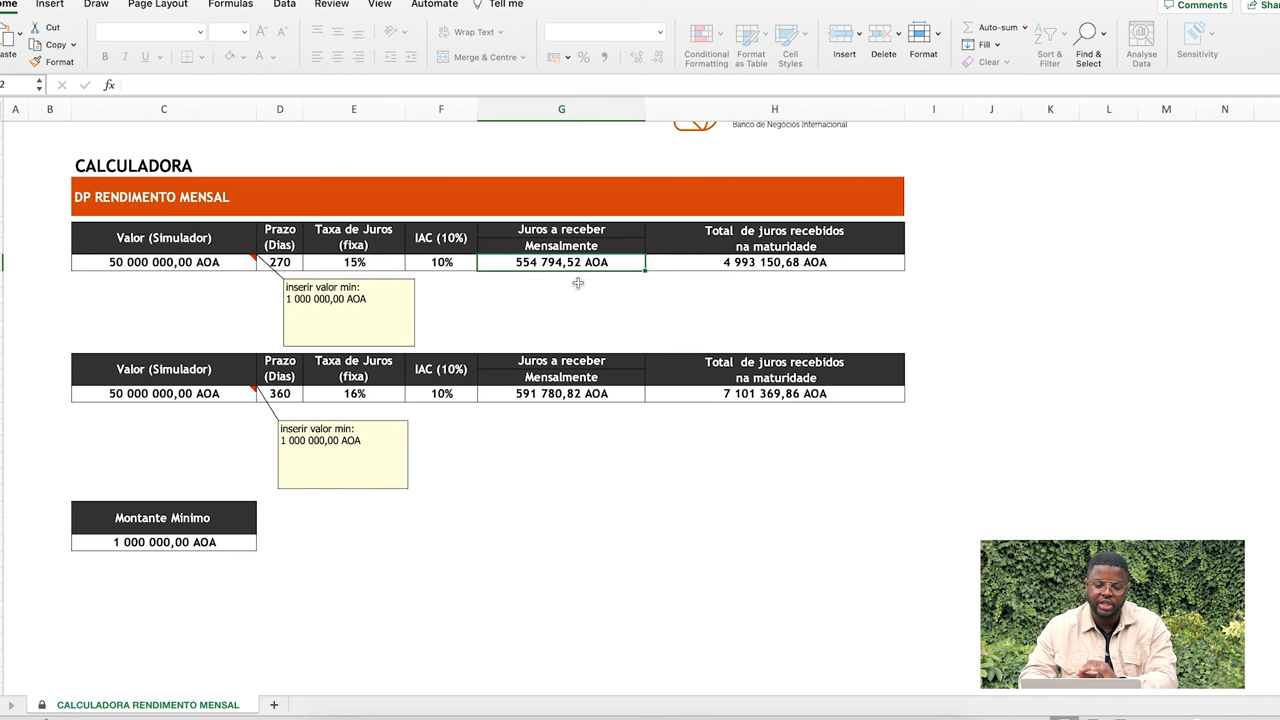 ome Insert Draw Page Layout Formulas Data Review View Automate Tell me Comments Shar
Cut
Copy
Format
aste
Wrap Text
Merge & Centre
Conditional Formatting
Format as Table
Cell Styles
Insert
Delete
Format
Auto-sum
Fill
Clear
Sort & Filter
Find & Select
Analyse Data
Sensitivity
2 fx
A B C D E F G H I J K L M N
Banco de Negócios Internacional
CALCULADORA
DP RENDIMENTO MENSAL
Valor (Simulador) Prazo (Dias) Taxa de Juros (fixa) IAC (10%) Juros a receber Mensalmente Total de juros recebidos na maturidade
50 000 000,00 AOA 270 15% 10% 554 794,52 AOA 4 993 150,68 AOA
inserir valor min:
1 000 000,00 AOA
Valor (Simulador) Prazo (Dias) Taxa de Juros (fixa) IAC (10%) Juros a receber Mensalmente Total de juros recebidos na maturidade
50 000 000,00 AOA 360 16% 10% 591 780,82 AOA 7 101 369,86 AOA
inserir valor min:
1 000 000,00 AOA
Montante Mínimo
1 000 000,00 AOA
CALCULADORA RENDIMENTO MENSAL